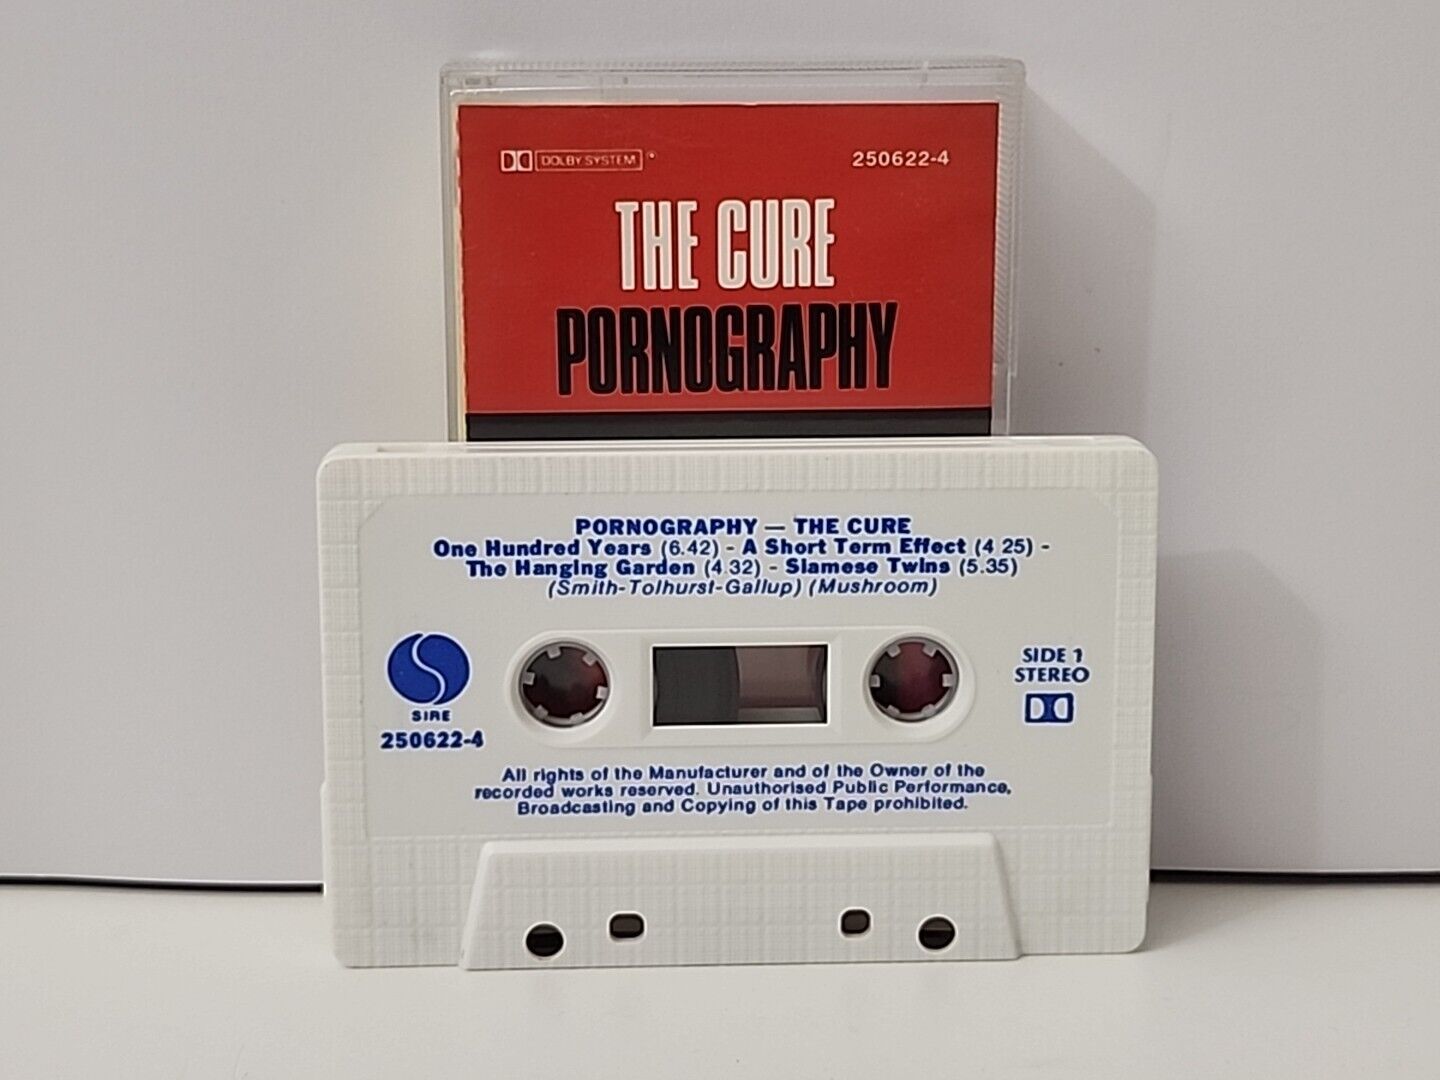 DOLBY SYSTEM
250622-4
THE CURE
PORNOGRAPHY
PORNOGRAPHY — THE CURE
One Hundred Years (6.42) - A Short Term Effect (4 25) -
The Hanging Garden (4.32) - Siamese Twins (5.35)
(Smith-Tolhurst-Gallup) (Mushroom)
SIDE 1
STEREO
SIRE
250622-4
All rights of the Manufacturer and of the Owner of the
recorded works reserved. Unauthorised Public Performance,
Broadcasting and Copying of this Tape prohibited.